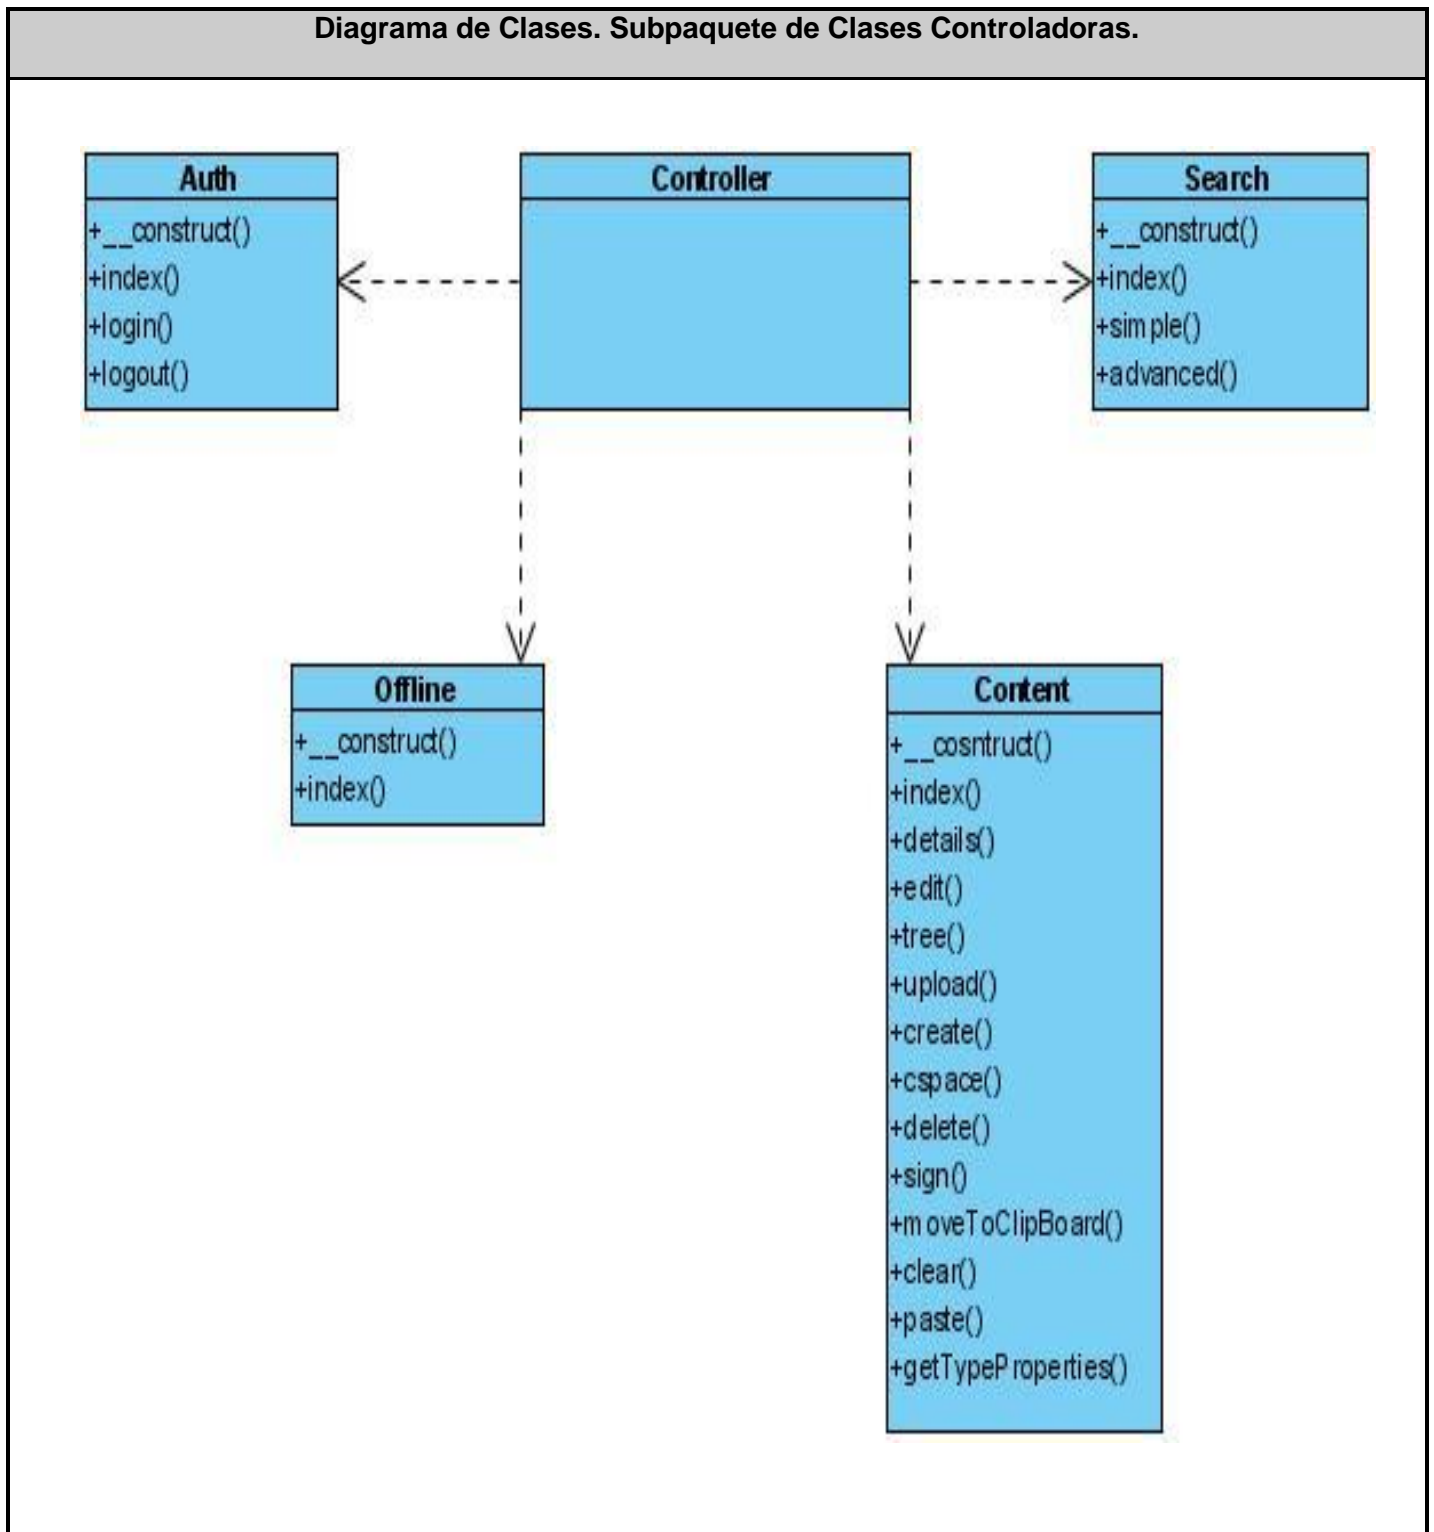 Diagrama de Clases. Subpaquete de Clases Controladoras.
Auth
+__construct()
+index()
+login()
+logout()
Controller
Search
+__construct()
+index()
+simple()
+advanced()
Offline
+__construct()
+index()
Content
+__cosntruct()
+index()
+details()
+edit()
+tree()
+upload()
+create()
+cspace()
+delete()
+sign()
+moveToClipBoard()
+clear()
+paste()
+getTypeProperties()